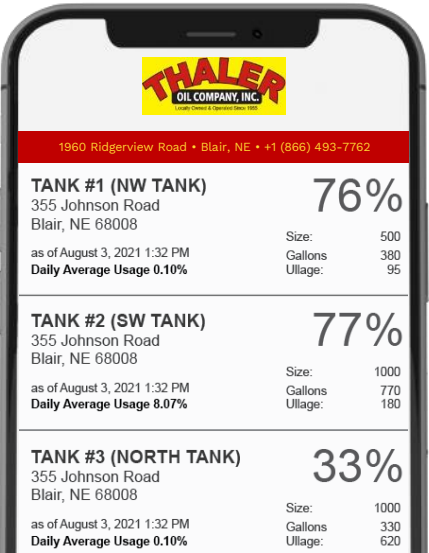 THALER
OIL COMPANY, INC.
Locally Owned & Operated Since 1955
1960 Ridgerview Road • Blair, NE • +1 (866) 493-7762
TANK #1 (NW TANK)
76%
355 Johnson Road
Blair, NE 68008
Size: 500
as of August 3, 2021 1:32 PM
Gallons 380
Daily Average Usage 0.10%
Ullage: 95
TANK #2 (SW TANK)
77%
355 Johnson Road
Blair, NE 68008
Size: 1000
as of August 3, 2021 1:32 PM
Gallons 770
Daily Average Usage 8.07%
Ullage: 180
TANK #3 (NORTH TANK)
33%
355 Johnson Road
Blair, NE 68008
Size: 1000
as of August 3, 2021 1:32 PM
Gallons 330
Daily Average Usage 0.10%
Ullage: 620